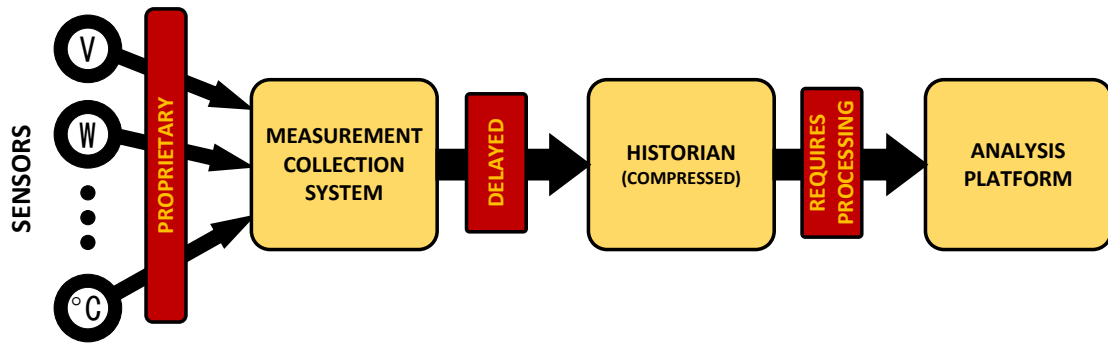 SENSORS
V
W
°C
PROPRIETARY
MEASUREMENT
COLLECTION
SYSTEM
DELAYED
HISTORIAN
(COMPRESSED)
REQUIRES
PROCESSING
ANALYSIS
PLATFORM